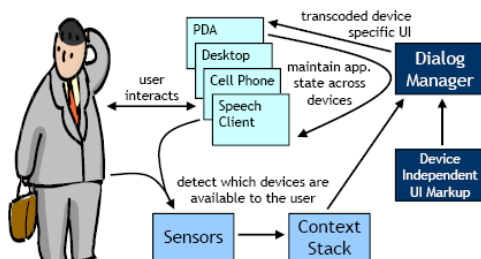 PDA
Desktop
Cell Phone
Speech
Client
transcoded device
specific UI
Dialog
Manager
user
interacts
maintain app.
state across
devices
Device
Independent
UI Markup
detect which devices are
available to the user
Sensors
Context
Stack